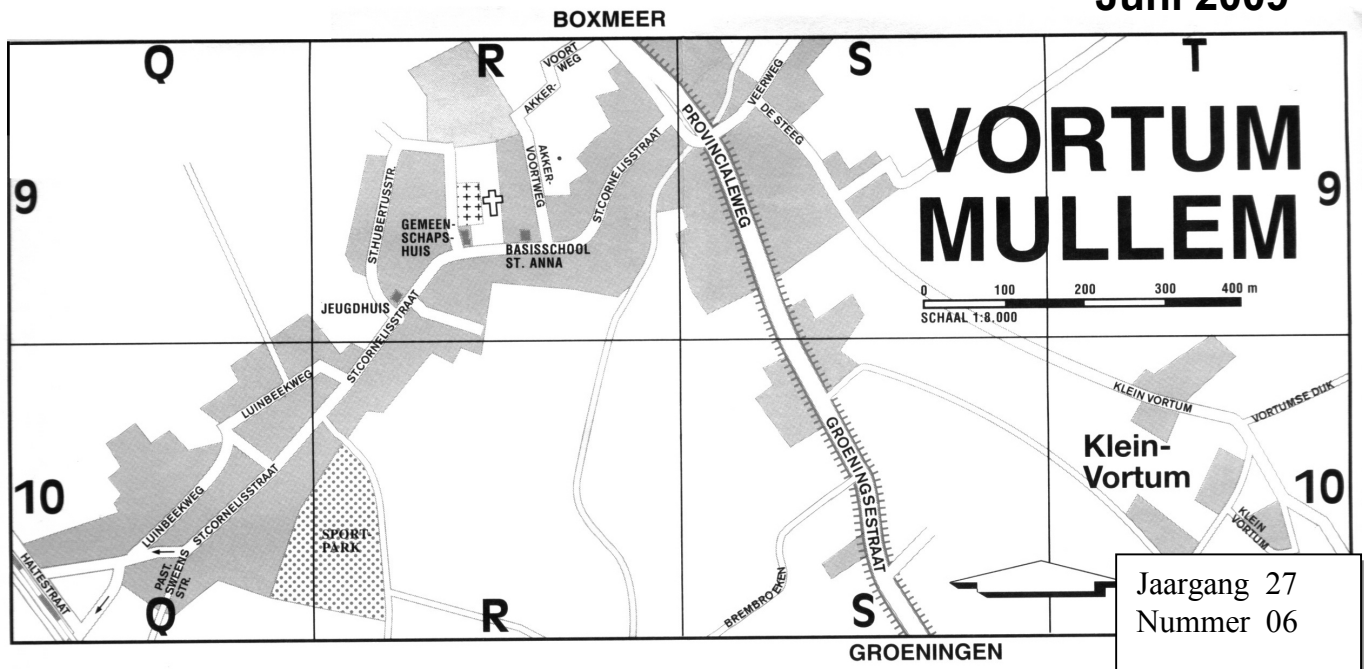 Juni 2009
BOXMEER
Q
R
S
T
VOORT
WEG
AKKER-
VEERWEG
DE STEEG
PROVINCIALEWEG
VORTUM
MULLEM
9
9
ST.HUBERTUSSTR.
AKKER-
VOORTWEG
ST.CORNELISSTRAAT
GEMEEN-
SCHAPS-
HUIS
BASISSCHOOL
ST. ANNA
JEUGDHUIS
ST.CORNELISSTRAAT
0 100 200 300 400 m
SCHAAL 1:8.000
LUINBEEKWEG
KLEIN VORTUM
VORTUMSE DIJK
GROENINGSESTRAAT
Klein-
Vortum
10
10
LUINBEEKWEG
ST.CORNELISSTRAAT
KLEIN
VORTUM
SPORT-
PARK
HALTESTRAAT
PAST.
SWEENS
STR.
BREMBROEKEN
Q
R
S
Jaargang 27
Nummer 06
GROENINGEN